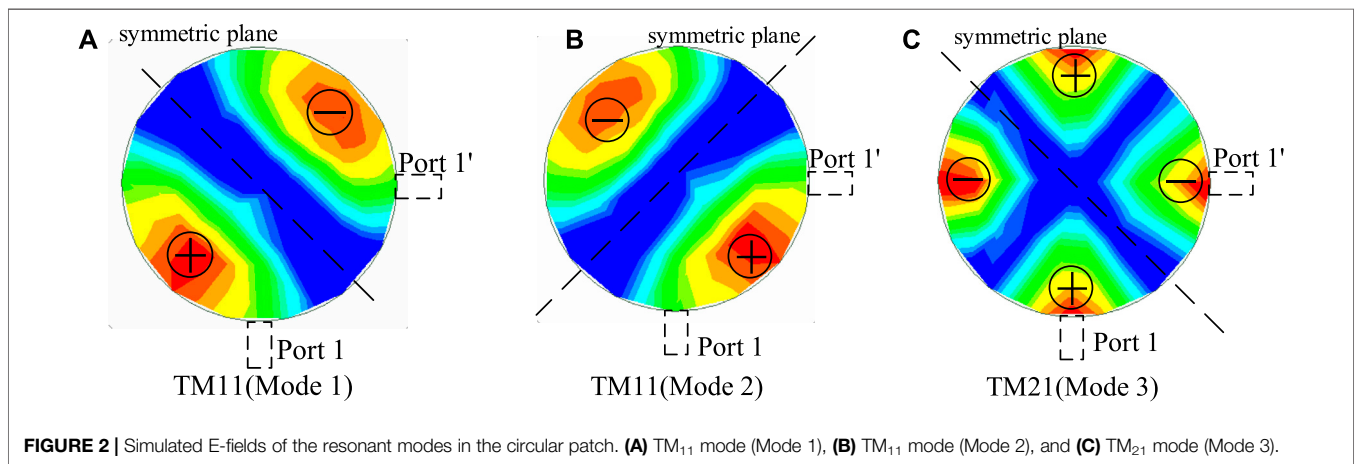 A
symmetric plane
−
+
Port 1'
Port 1
TM11(Mode 1)
B
symmetric plane
−
+
Port 1'
Port 1
TM11(Mode 2)
C
symmetric plane
+
−
−
+
Port 1'
Port 1
TM21(Mode 3)
FIGURE 2 | Simulated E-fields of the resonant modes in the circular patch. (A) TM₁₁ mode (Mode 1), (B) TM₁₁ mode (Mode 2), and (C) TM₂₁ mode (Mode 3).